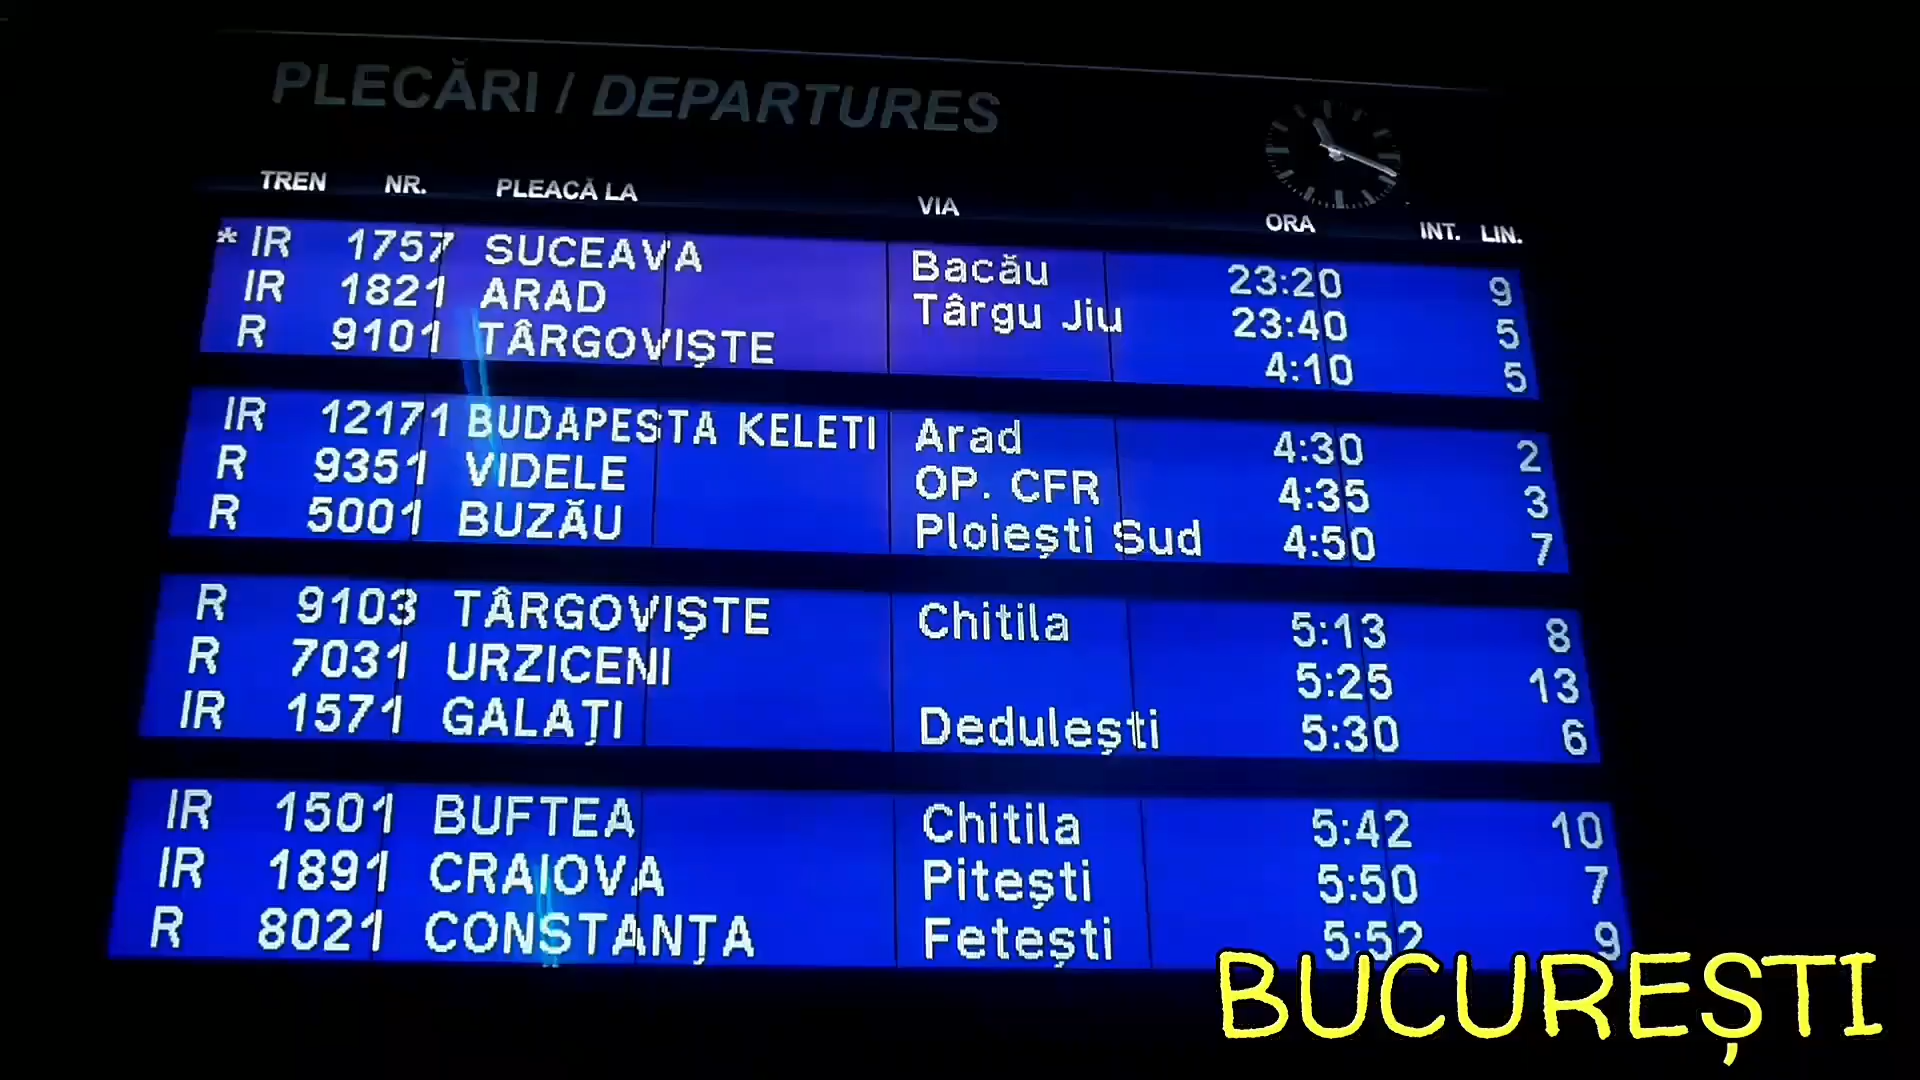 PLECĂRI / DEPARTURES
TREN NR. PLEACĂ LA VIA ORA INT. LIN.
* IR 1757 SUCEAVA Bacău 23:20 9
IR 1821 ARAD Târgu Jiu 23:40 5
R 9101 TÂRGOVIȘTE 4:10 5
IR 12171 BUDAPESTA KELETI Arad 4:30 2
R 9351 VIDELE OP. CFR 4:35 3
R 5001 BUZĂU Ploiești Sud 4:50 7
R 9103 TÂRGOVIȘTE Chitila 5:13 8
R 7031 URZICENI 5:25 13
IR 1571 GALAȚI Dedulești 5:30 6
IR 1501 BUFTEA Chitila 5:42 10
IR 1891 CRAIOVA Pitești 5:50 7
R 8021 CONSTANȚA Fetești 5:52 9
BUCUREȘTI